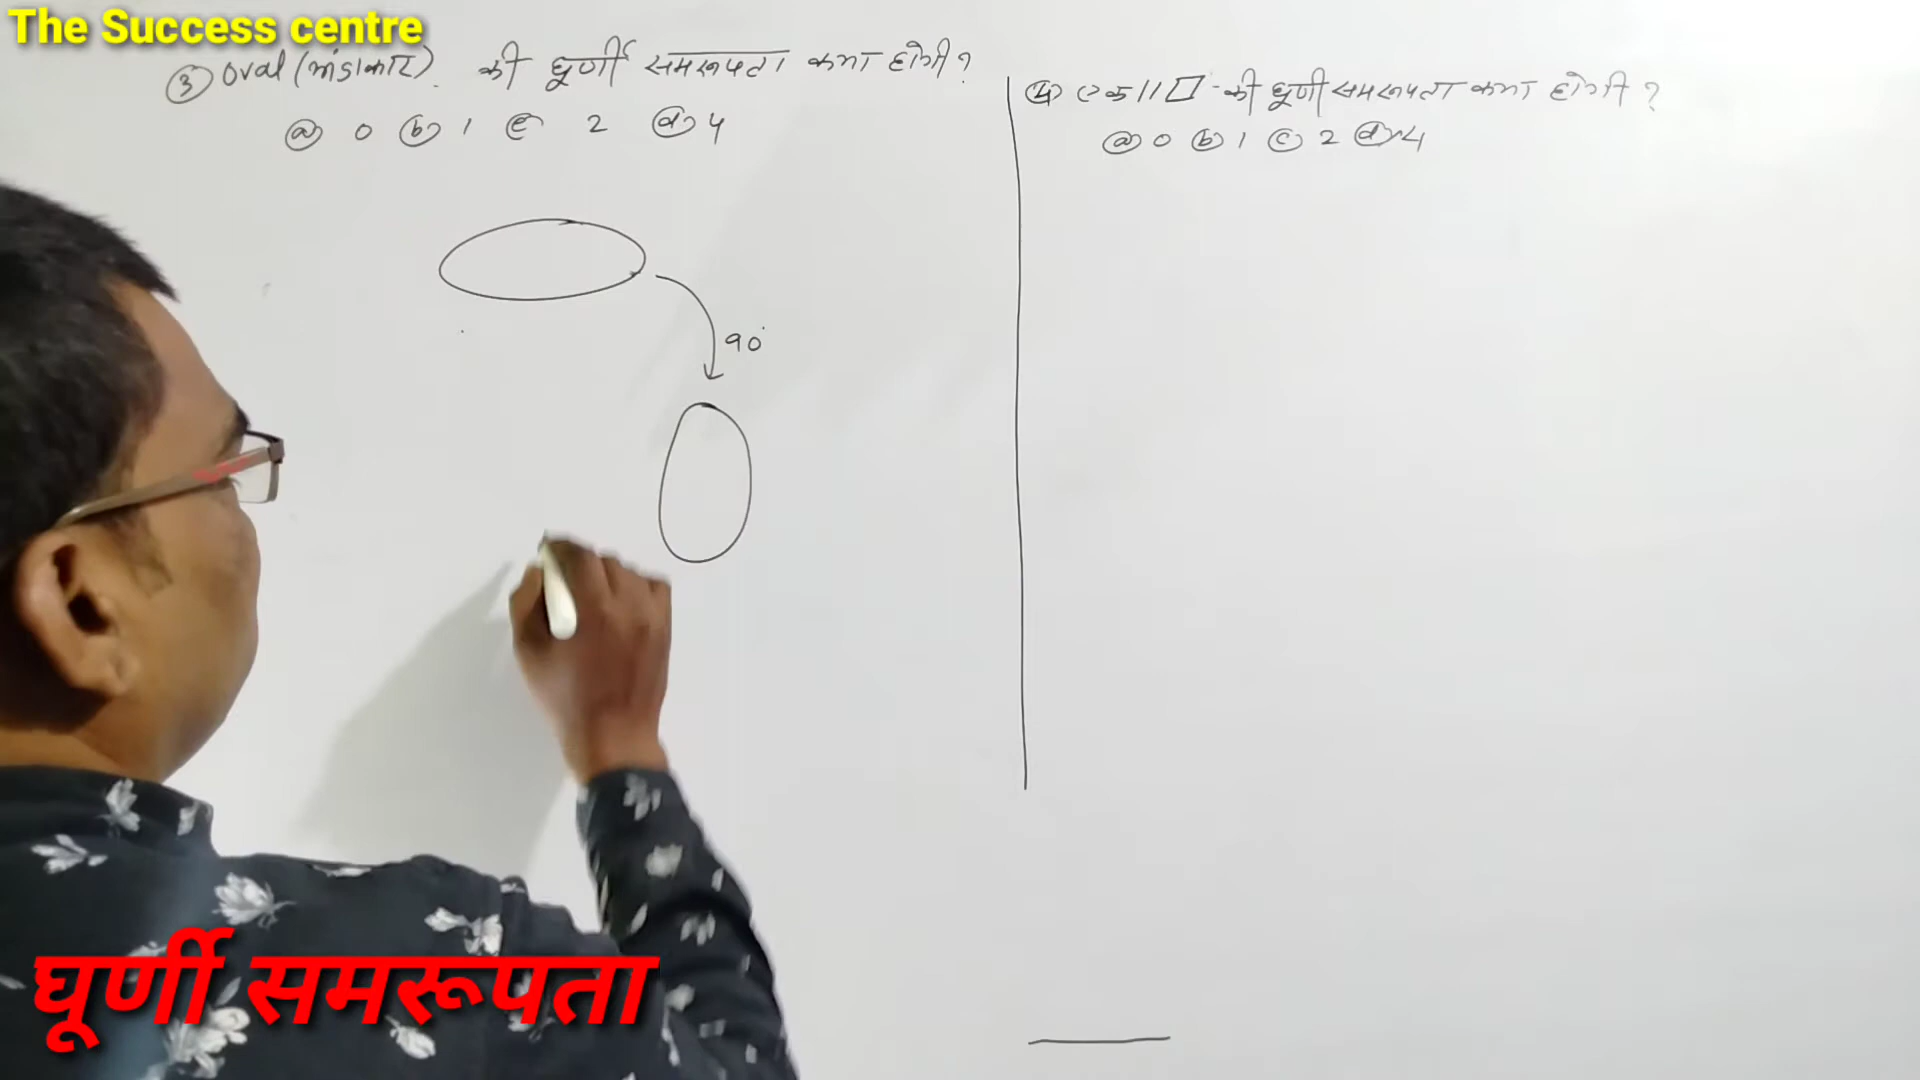 The Success centre
③ Oval (अंडाकार). की घूर्णी समरूपता क्या होगी ?
ⓐ 0 ⓑ 1 ⓒ 2 ⓓ 4
④ एक //▱ की घूर्णी समरूपता क्या होगी ?
ⓐ 0 ⓑ 1 ⓒ 2 ⓓ 4
90°
घूर्णी समरूपता